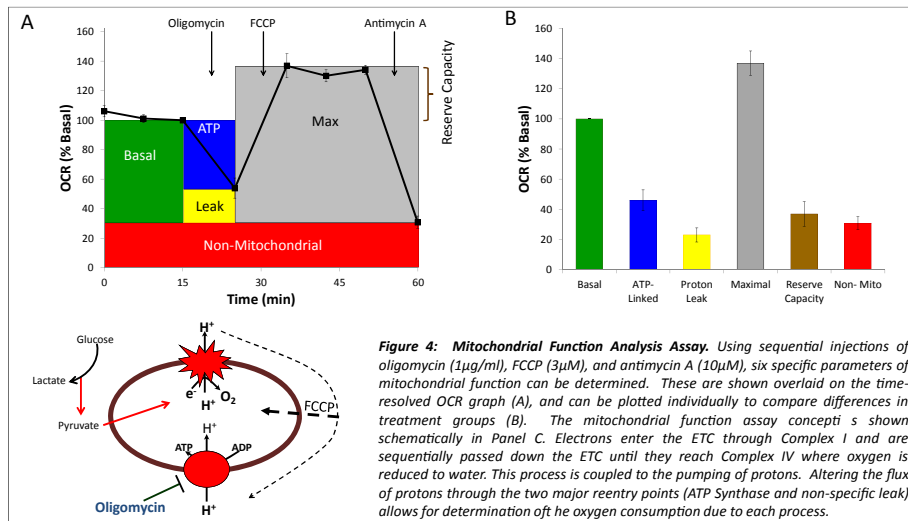 A
Oligomycin
FCCP
Antimycin A
160
140
120
100
80
60
40
20
0
OCR (% Basal)
Basal
ATP
Leak
Max
Non-Mitochondrial
Reserve Capacity
0 15 30 45 60
Time (min)
B
160
140
120
100
80
60
40
20
0
OCR (% Basal)
Basal
ATP-
Linked
Proton
Leak
Maximal
Reserve
Capacity
Non- Mito
Glucose
Lactate
Pyruvate
H⁺
e⁻
O₂
H⁺
FCCP
H⁺
ATP
ADP
Oligomycin
H⁺
Figure 4: Mitochondrial Function Analysis Assay. Using sequential injections of
oligomycin (1µg/ml), FCCP (3µM), and antimycin A (10µM), six specific parameters of
mitochondrial function can be determined. These are shown overlaid on the time-
resolved OCR graph (A), and can be plotted individually to compare differences in
treatment groups (B). The mitochondrial function assay concepti s shown
schematically in Panel C. Electrons enter the ETC through Complex I and are
sequentially passed down the ETC until they reach Complex IV where oxygen is
reduced to water. This process is coupled to the pumping of protons. Altering the flux
of protons through the two major reentry points (ATP Synthase and non-specific leak)
allows for determination oft he oxygen consumption due to each process.